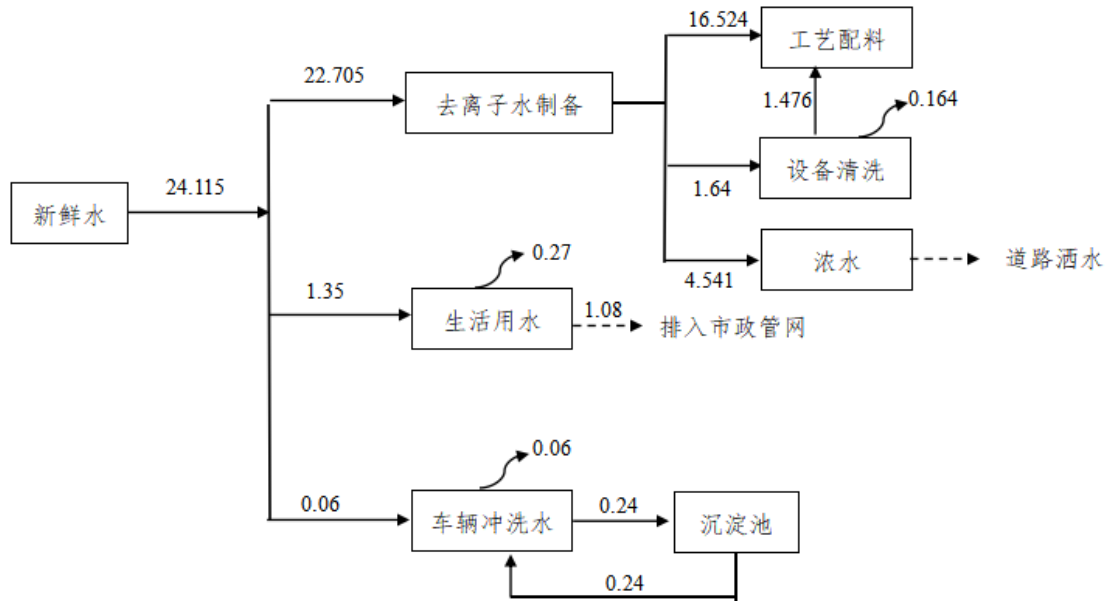 16.524
工艺配料
22.705
去离子水制备
1.476
0.164
设备清洗
1.64
24.115
新鲜水
浓水
道路洒水
4.541
0.27
1.35
生活用水
1.08
排入市政管网
0.06
0.06
车辆冲洗水
0.24
沉淀池
0.24